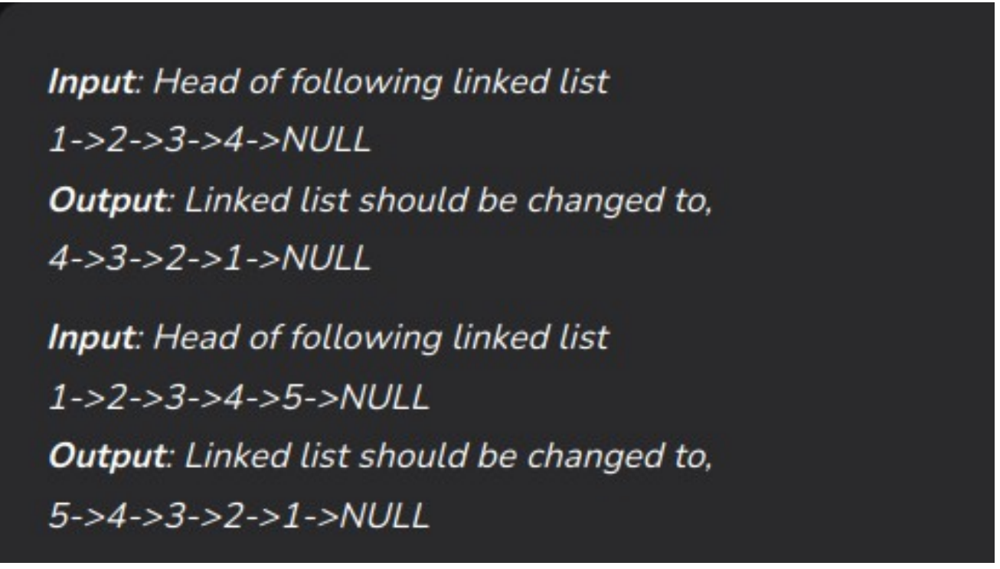 Input: Head of following linked list
1->2->3->4->NULL
Output: Linked list should be changed to,
4->3->2->1->NULL
Input: Head of following linked list
1->2->3->4->5->NULL
Output: Linked list should be changed to,
5->4->3->2->1->NULL